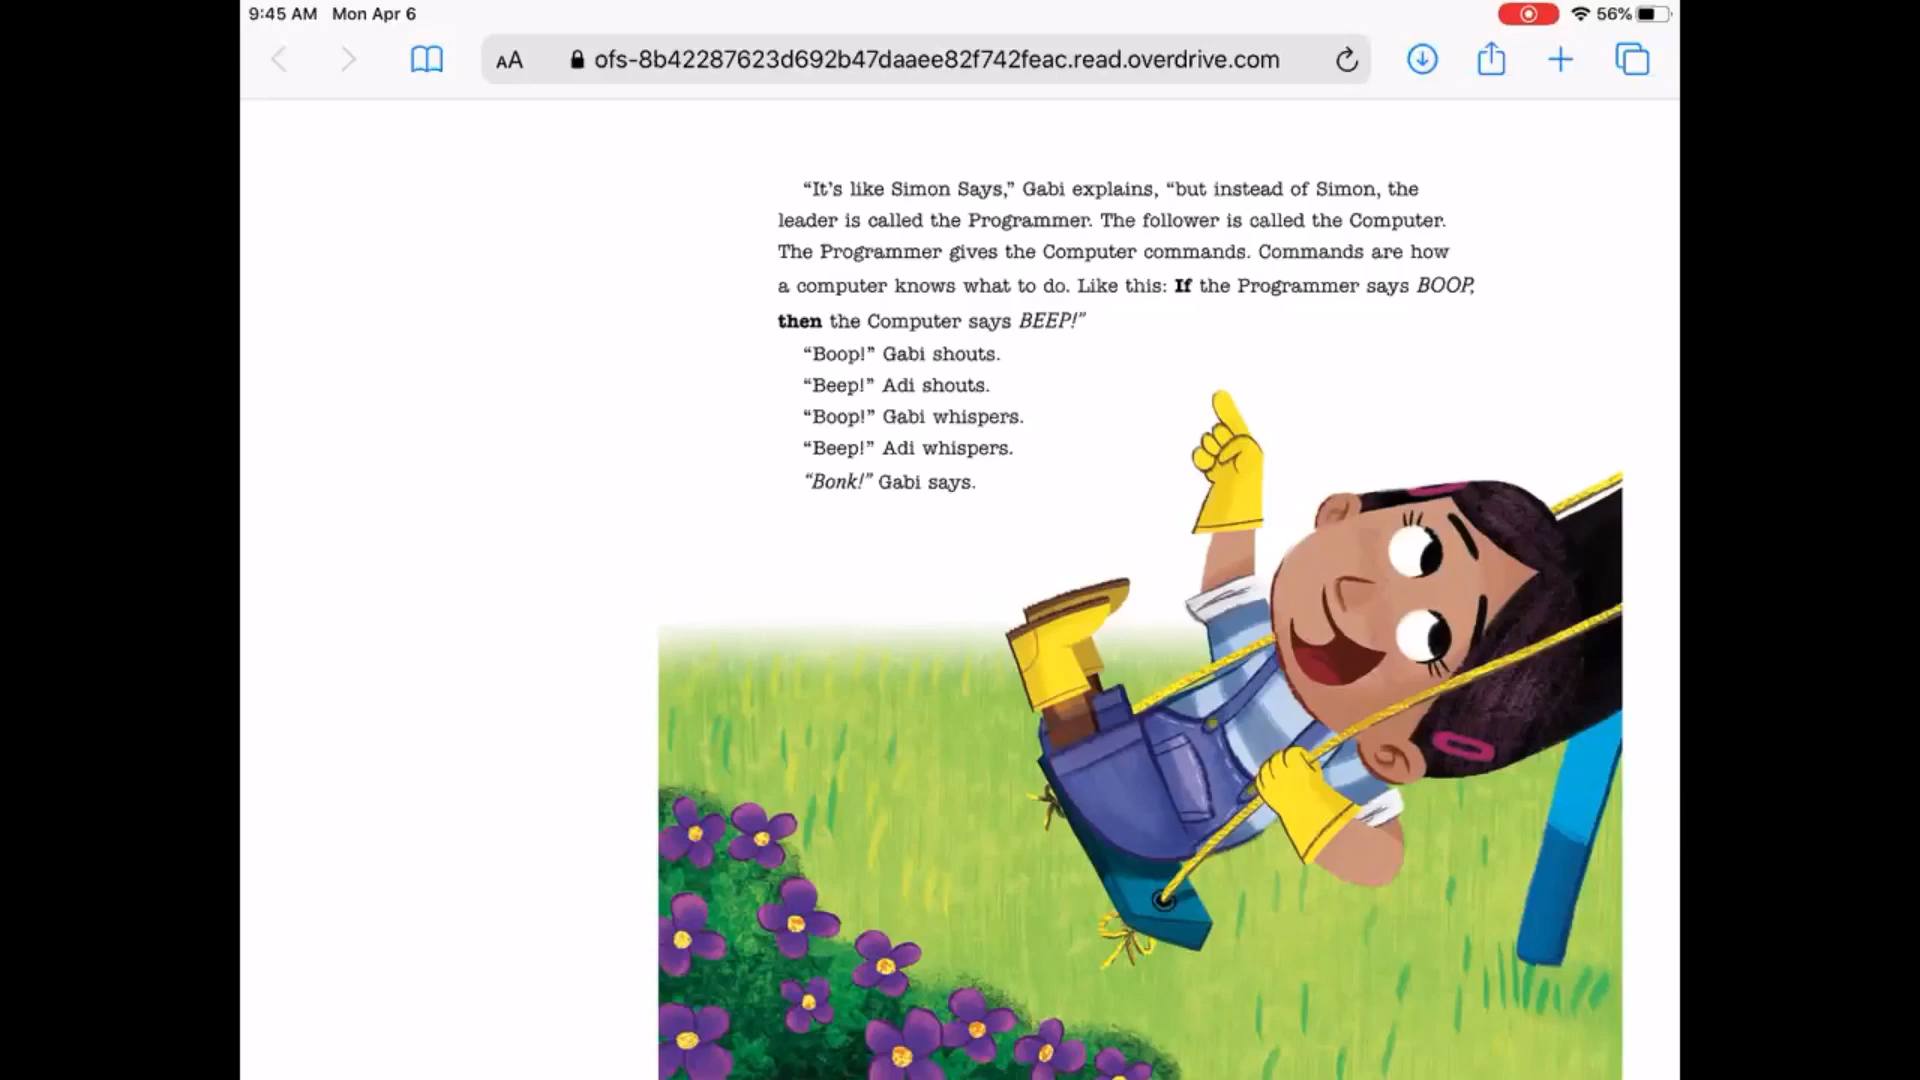 9:45 AM Mon Apr 6
56%
AA ofs-8b42287623d692b47daaee82f742feac.read.overdrive.com
“It’s like Simon Says,” Gabi explains, “but instead of Simon, the
leader is called the Programmer. The follower is called the Computer.
The Programmer gives the Computer commands. Commands are how
a computer knows what to do. Like this: If the Programmer says BOOP,
then the Computer says BEEP!”
“Boop!” Gabi shouts.
“Beep!” Adi shouts.
“Boop!” Gabi whispers.
“Beep!” Adi whispers.
“Bonk!” Gabi says.